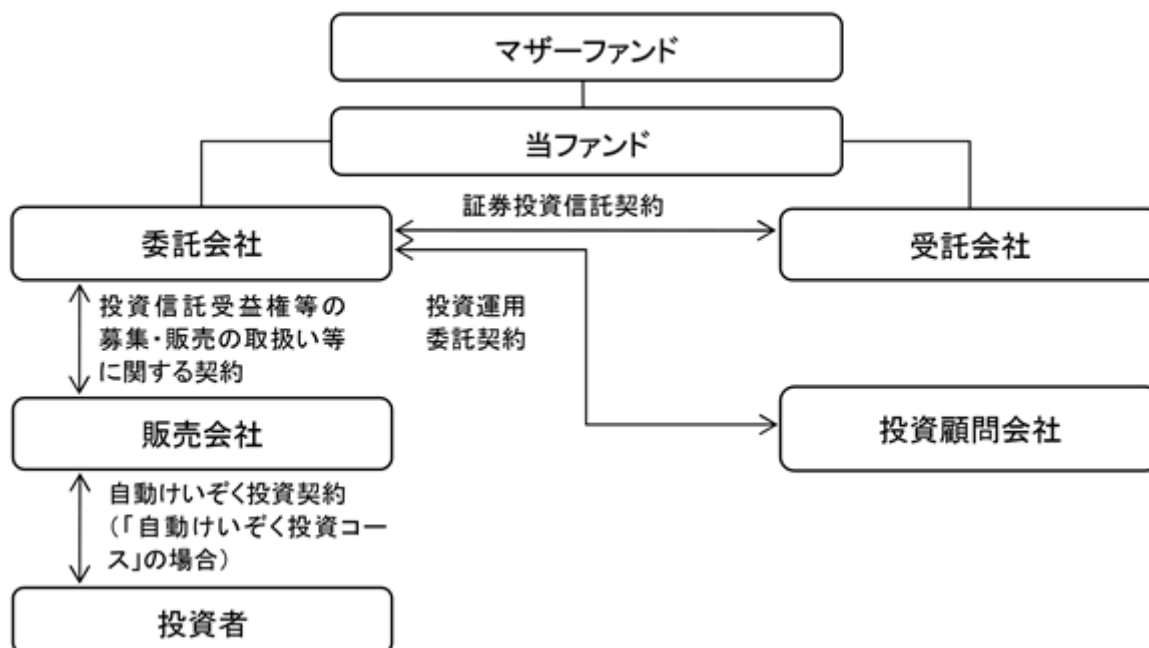 マザーファンド
当ファンド
証券投資信託契約
委託会社
受託会社
投資信託受益権等の
募集・販売の取扱い等
に関する契約
投資運用
委託契約
販売会社
投資顧問会社
自動けいぞく投資契約
(「自動けいぞく投資コー
ス」の場合)
投資者